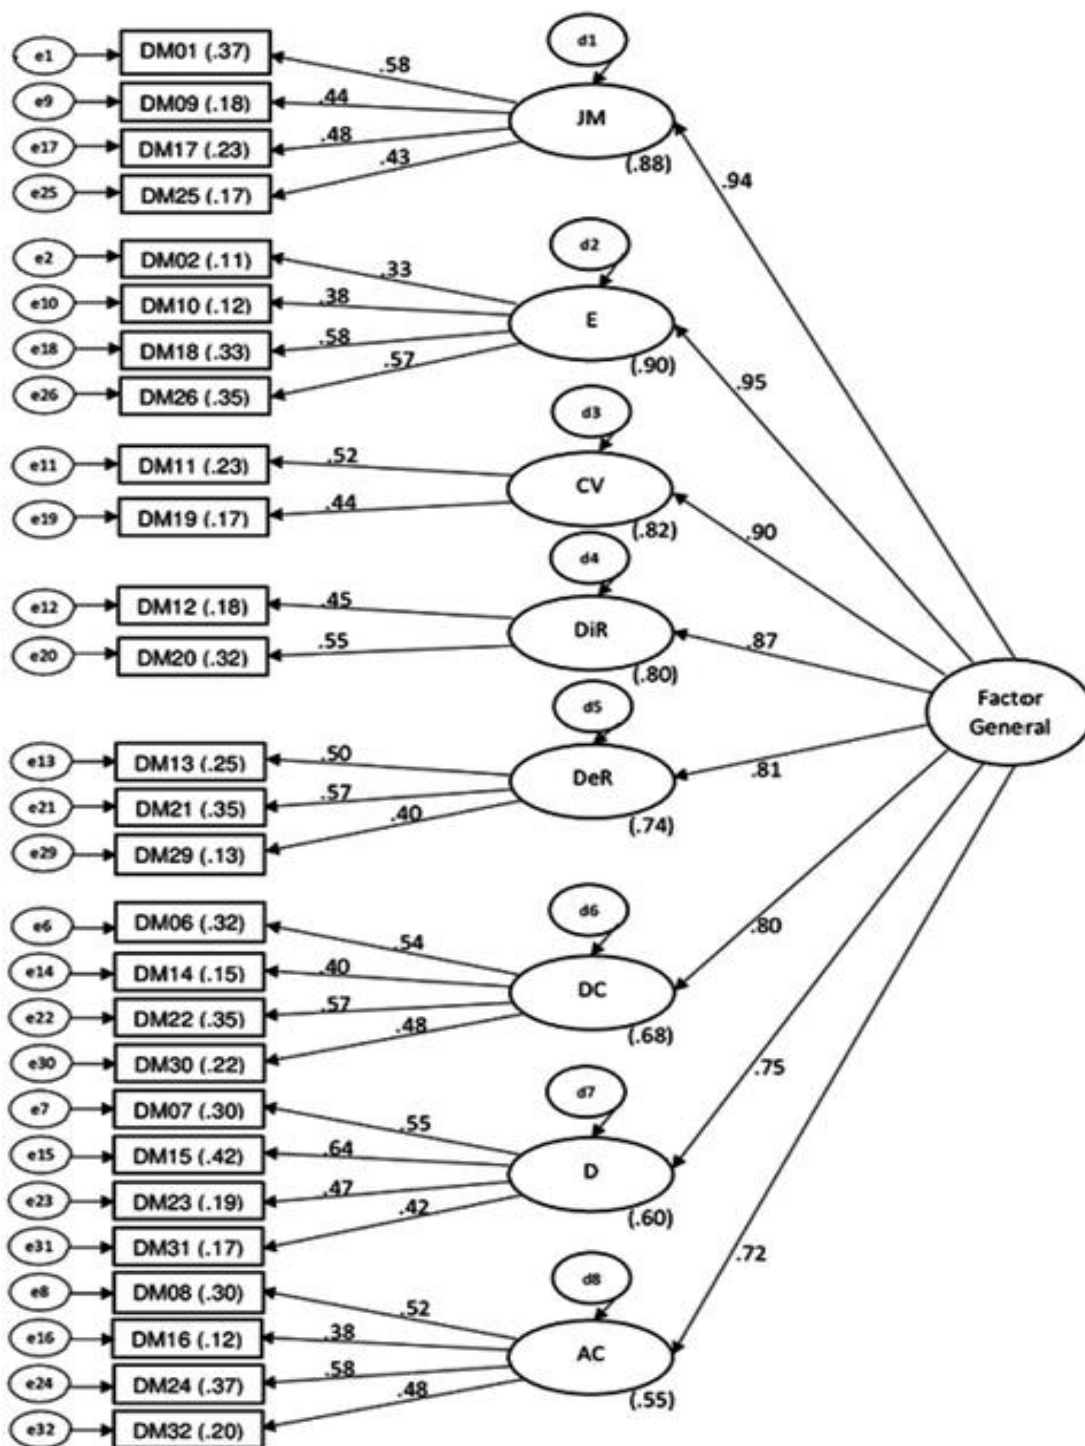 d1
e1 DM01 (.37) .58
e9 DM09 (.18) .44 JM
e17 DM17 (.23) .48
(.88)
e25 DM25 (.17) .43
.94
d2
e2 DM02 (.11) .33
e10 DM10 (.12) .38 E
e18 DM18 (.33) .58
(.90)
e26 DM26 (.35) .57
.95
d3
e11 DM11 (.23) .52 CV
e19 DM19 (.17) .44
(.82)
.90
d4
e12 DM12 (.18) .45 DiR
e20 DM20 (.32) .55
(.80)
.87
Factor
General
d5
e13 DM13 (.25) .50 DeR
e21 DM21 (.35) .57
(.74)
e29 DM29 (.13) .40
.81
d6
e6 DM06 (.32) .54
e14 DM14 (.15) .40 DC
e22 DM22 (.35) .57
(.68)
e30 DM30 (.22) .48
.80
d7
e7 DM07 (.30) .55
e15 DM15 (.42) .64 D
e23 DM23 (.19) .47
(.60)
e31 DM31 (.17) .42
.75
d8
e8 DM08 (.30) .52
e16 DM16 (.12) .38 AC
e24 DM24 (.37) .58
(.55)
e32 DM32 (.20) .48
.72